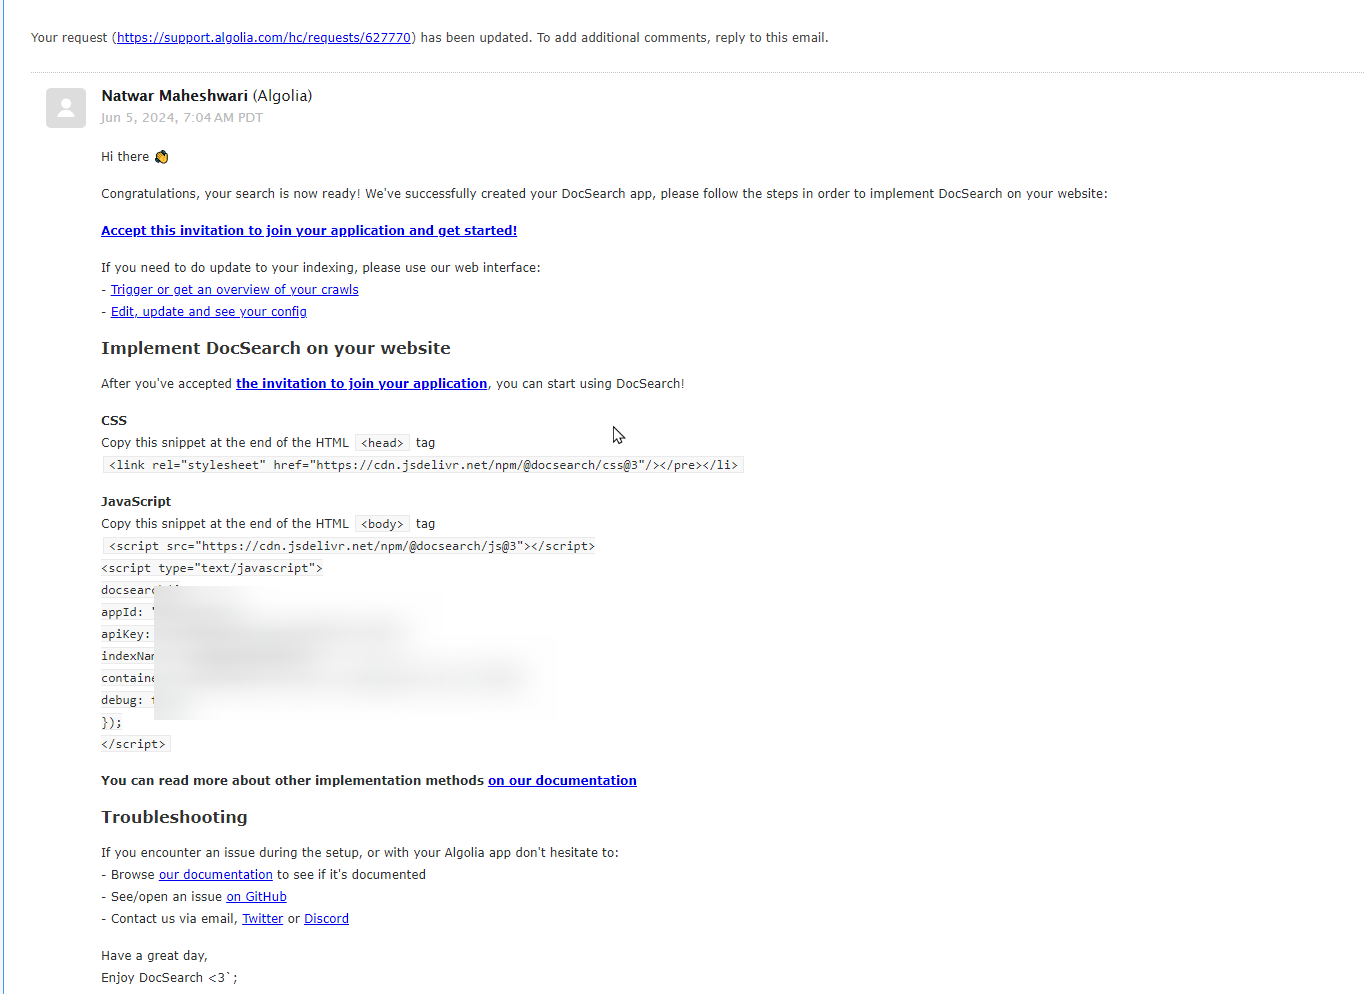 Your request (https://support.algolia.com/hc/requests/627770) has been updated. To add additional comments, reply to this email.
Natwar Maheshwari (Algolia)
Jun 5, 2024, 7:04 AM PDT
Hi there 👋
Congratulations, your search is now ready! We've successfully created your DocSearch app, please follow the steps in order to implement DocSearch on your website:
Accept this invitation to join your application and get started!
If you need to do update to your indexing, please use our web interface:
- Trigger or get an overview of your crawls
- Edit, update and see your config
Implement DocSearch on your website
After you've accepted the invitation to join your application, you can start using DocSearch!
CSS
Copy this snippet at the end of the HTML <head> tag
<link rel="stylesheet" href="https://cdn.jsdelivr.net/npm/@docsearch/css@3"/></pre></li>
JavaScript
Copy this snippet at the end of the HTML <body> tag
<script src="https://cdn.jsdelivr.net/npm/@docsearch/js@3"></script>
<script type="text/javascript">
appId:
apiKey:
debug:
});
</script>
You can read more about other implementation methods on our documentation
Troubleshooting
If you encounter an issue during the setup, or with your Algolia app don't hesitate to:
- Browse our documentation to see if it's documented
- See/open an issue on GitHub
- Contact us via email, Twitter or Discord
Have a great day,
Enjoy DocSearch <3`;